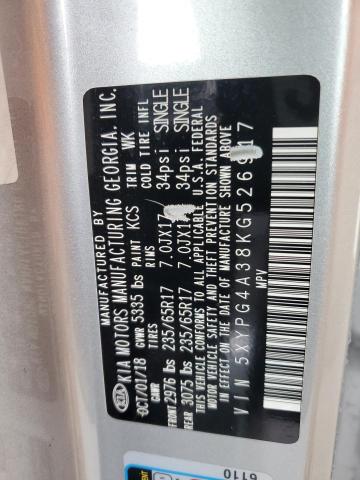 MANUFACTURED BY
KIA MOTORS MANUFACTURING GEORGIA, INC.
OCT/01/18 GVWR 5335 lbs PAINT KCS TRIM WK
GAWR TIRES RIMS COLD TIRE INFL
FRONT 2976 lbs 235/65R17 7.0JX17 34psi SINGLE
REAR 3075 lbs 235/65R17 7.0JX17 34psi SINGLE
THIS VEHICLE CONFORMS TO ALL APPLICABLE U.S.A. FEDERAL
MOTOR VEHICLE SAFETY AND THEFT PREVENTION STANDARDS
IN EFFECT ON THE DATE OF MANUFACTURE SHOWN ABOVE
VIN 5XYPG4A38KG526917
MPV
KIA
6110